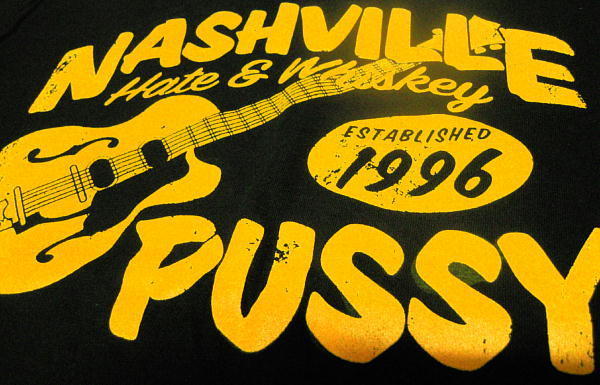 NASHVILLE
Hate & Whiskey
ESTABLISHED
1996
PUSSY